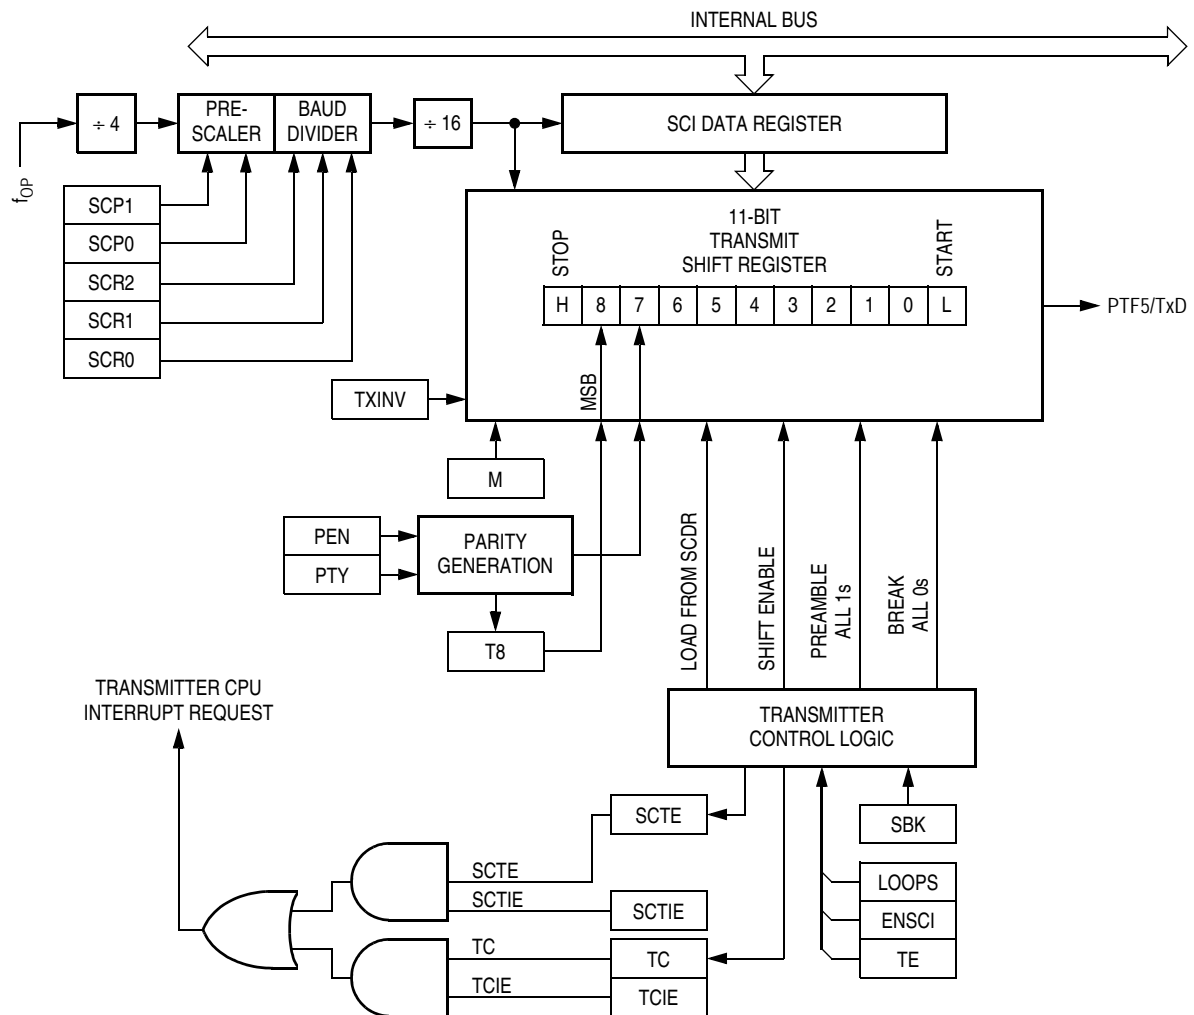 INTERNAL BUS
÷ 4
PRE-
SCALER
BAUD
DIVIDER
÷ 16
SCI DATA REGISTER
fOP
SCP1
SCP0
SCR2
SCR1
SCR0
11-BIT
TRANSMIT
SHIFT REGISTER
STOP
START
H 8 7 6 5 4 3 2 1 0 L
PTF5/TxD
TXINV
MSB
M
PEN
PTY
PARITY
GENERATION
T8
LOAD FROM SCDR
SHIFT ENABLE
PREAMBLE
ALL 1s
BREAK
ALL 0s
TRANSMITTER CPU
INTERRUPT REQUEST
TRANSMITTER
CONTROL LOGIC
SCTE
SBK
SCTE
SCTIE
SCTIE
LOOPS
ENSCI
TE
TC
TC
TCIE
TCIE